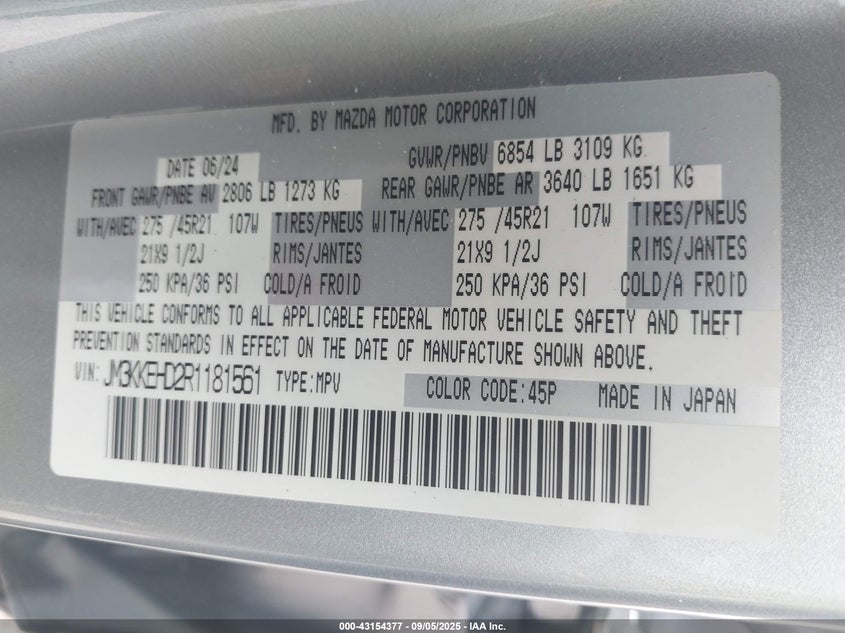 MFD. BY MAZDA MOTOR CORPORATION
DATE 06/24 GVWR/PNBV 6854 LB 3109 KG
FRONT GAWR/PNBE AV 2806 LB 1273 KG REAR GAWR/PNBE AR 3640 LB 1651 KG
WITH/AVEC 275 /45R21 107W TIRES/PNEUS WITH/AVEC 275 /45R21 107W TIRES/PNEUS
21X9 1/2J RIMS/JANTES 21X9 1/2J RIMS/JANTES
250 KPA/36 PSI COLD/A FROID 250 KPA/36 PSI COLD/A FROID
THIS VEHICLE CONFORMS TO ALL APPLICABLE FEDERAL MOTOR VEHICLE SAFETY AND THEFT
PREVENTION STANDARDS IN EFFECT ON THE DATE OF MANUFACTURE SHOWN ABOVE.
VIN: JM3KKEHD2R1181561 TYPE:MPV COLOR CODE:45P MADE IN JAPAN
000-43154377 - 09/05/2025 - IAA Inc.